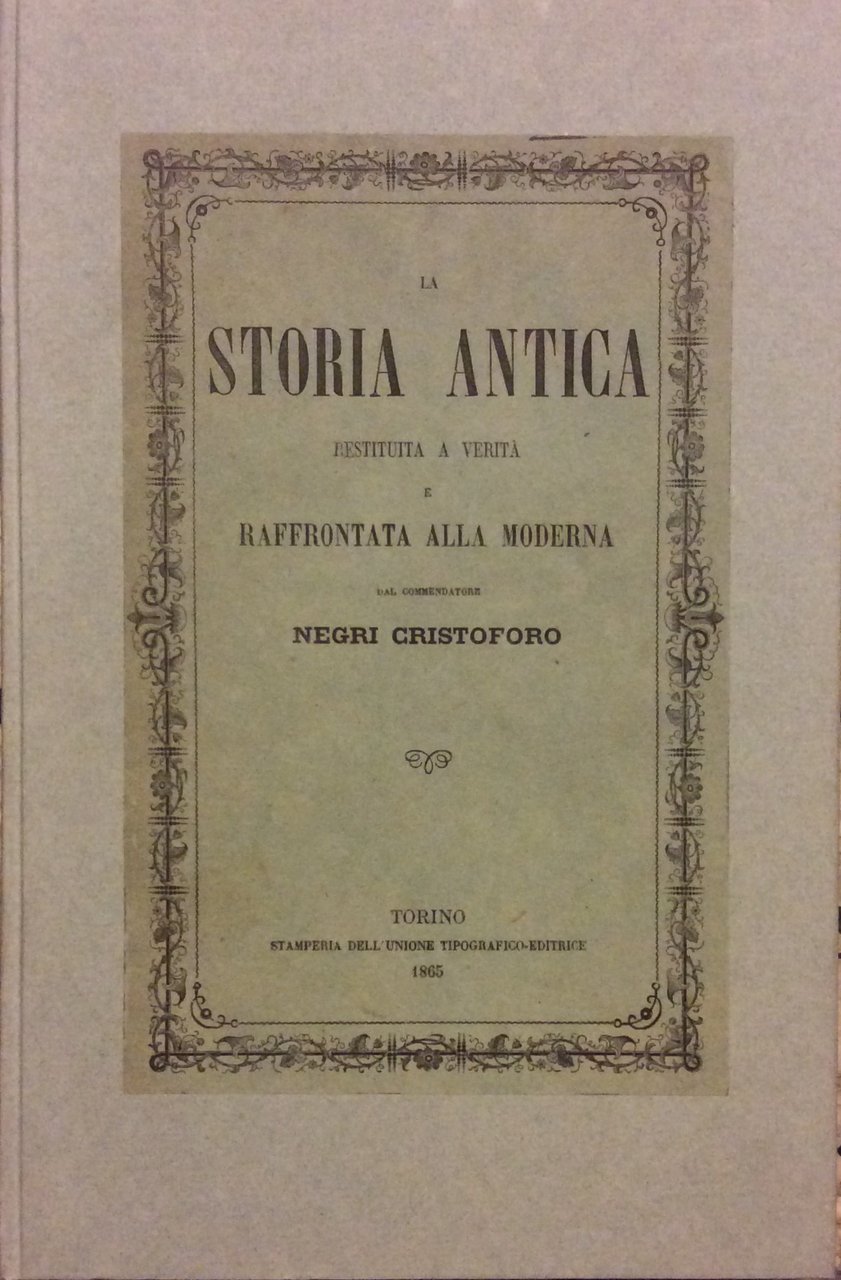 LA
STORIA ANTICA
RESTITUITA A VERITÀ
E
RAFFRONTATA ALLA MODERNA
DAL COMMENDATORE
NEGRI CRISTOFORO
TORINO
STAMPERIA DELL'UNIONE TIPOGRAFICO-EDITRICE
1865